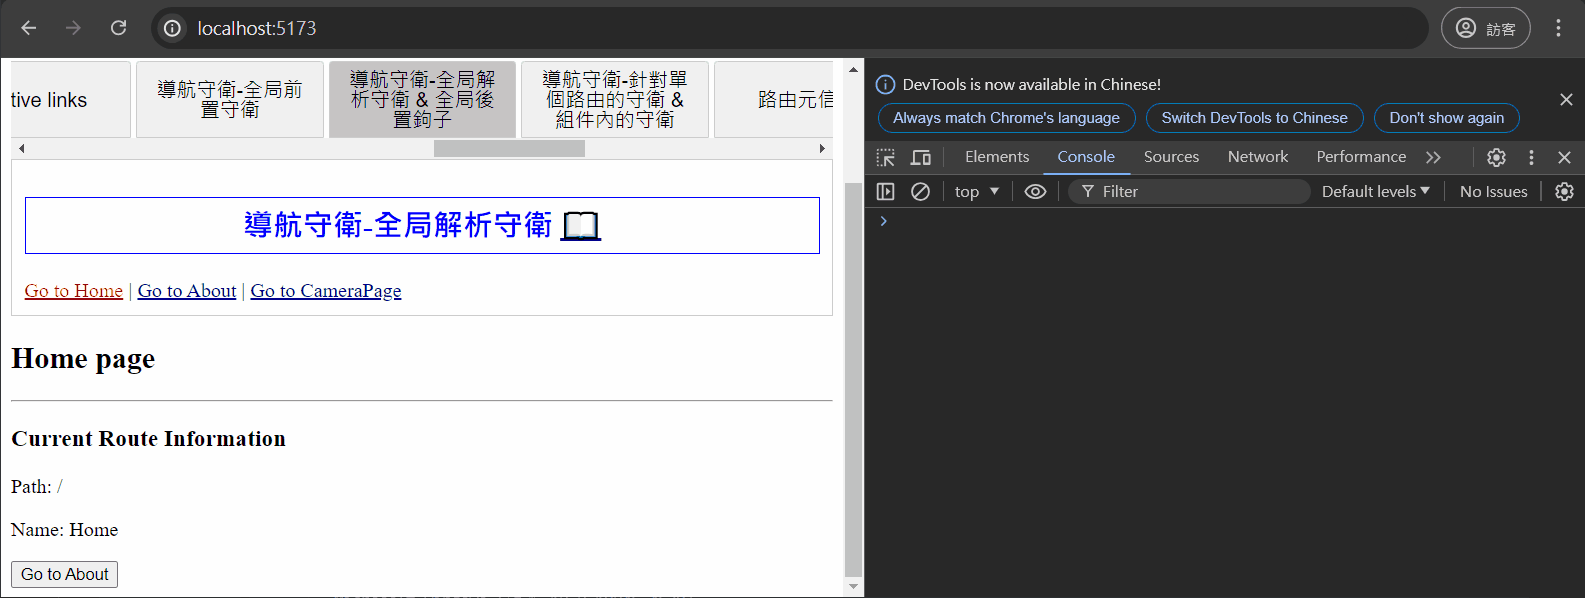 localhost:5173
訪客
tive links
導航守衛-全局前
置守衛
導航守衛-全局解
析守衛 & 全局後
置鉤子
導航守衛-針對單
個路由的守衛 &
組件內的守衛
路由元信
導航守衛-全局解析守衛
Go to Home | Go to About | Go to CameraPage
Home page
Current Route Information
Path: /
Name: Home
Go to About
DevTools is now available in Chinese!
Always match Chrome's language
Switch DevTools to Chinese
Don't show again
Elements
Console
Sources
Network
Performance
top
Filter
Default levels
No Issues